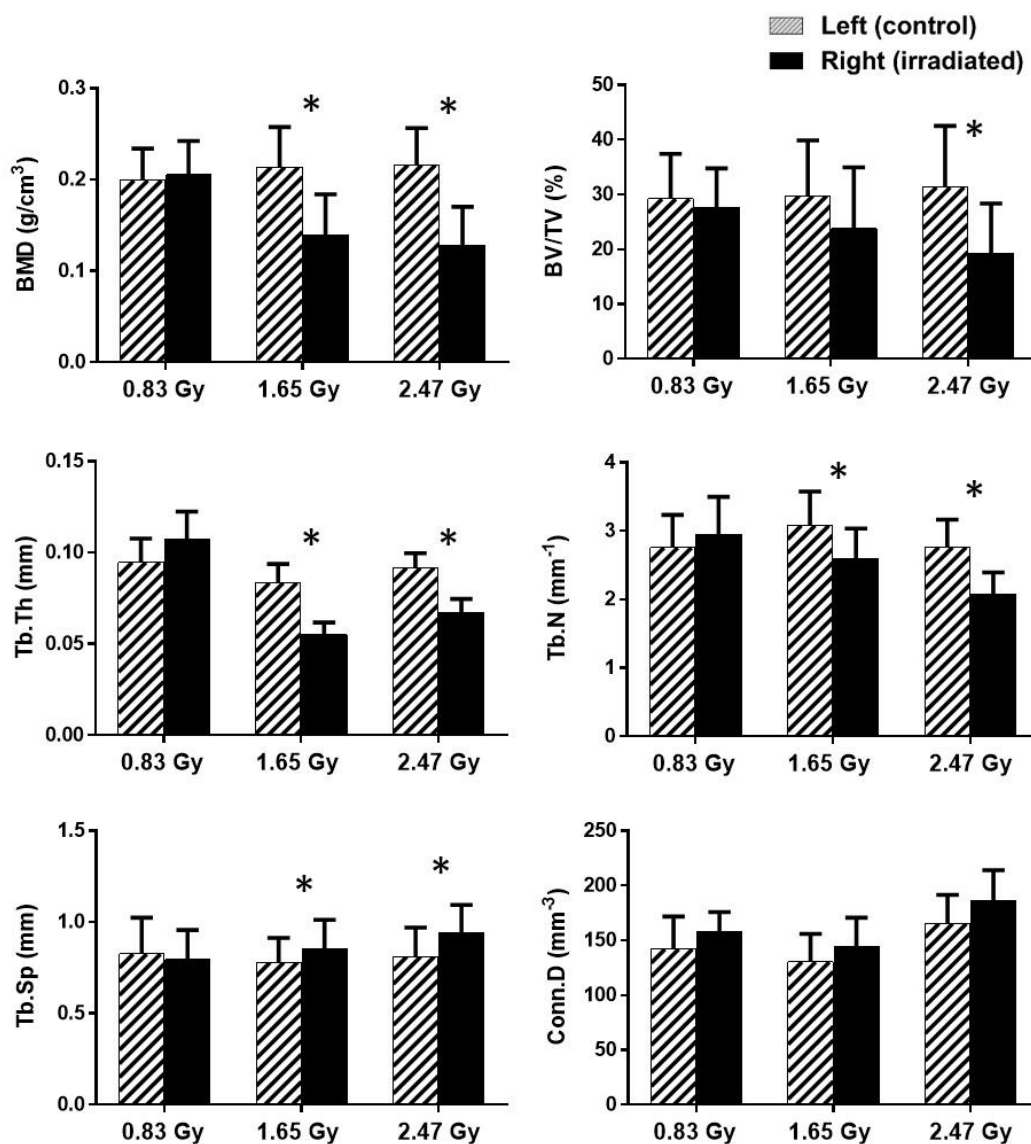 Left (control)
Right (irradiated)
BMD (g/cm³)
0.3
0.2
0.1
0.0
*
*
0.83 Gy
1.65 Gy
2.47 Gy
BV/TV (%)
50
40
30
20
10
0
*
0.83 Gy
1.65 Gy
2.47 Gy
Tb.Th (mm)
0.15
0.10
0.05
0.00
*
*
0.83 Gy
1.65 Gy
2.47 Gy
Tb.N (mm⁻¹)
4
3
2
1
0
*
*
0.83 Gy
1.65 Gy
2.47 Gy
Tb.Sp (mm)
1.5
1.0
0.5
0.0
*
*
0.83 Gy
1.65 Gy
2.47 Gy
Conn.D (mm⁻³)
250
200
150
100
50
0
0.83 Gy
1.65 Gy
2.47 Gy